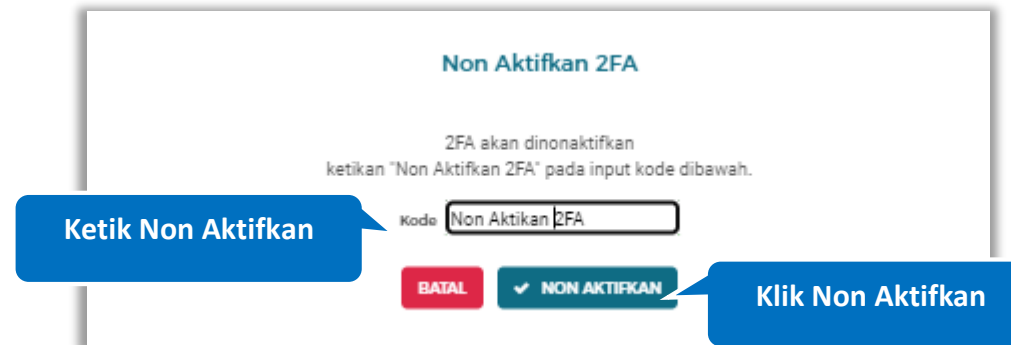 Non Aktifkan 2FA
2FA akan dinonaktifkan
ketikan "Non Aktifkan 2FA" pada input kode dibawah.
Ketik Non Aktifkan
Kode Non Aktikan 2FA
BATAL
NON AKTIFKAN
Klik Non Aktifkan